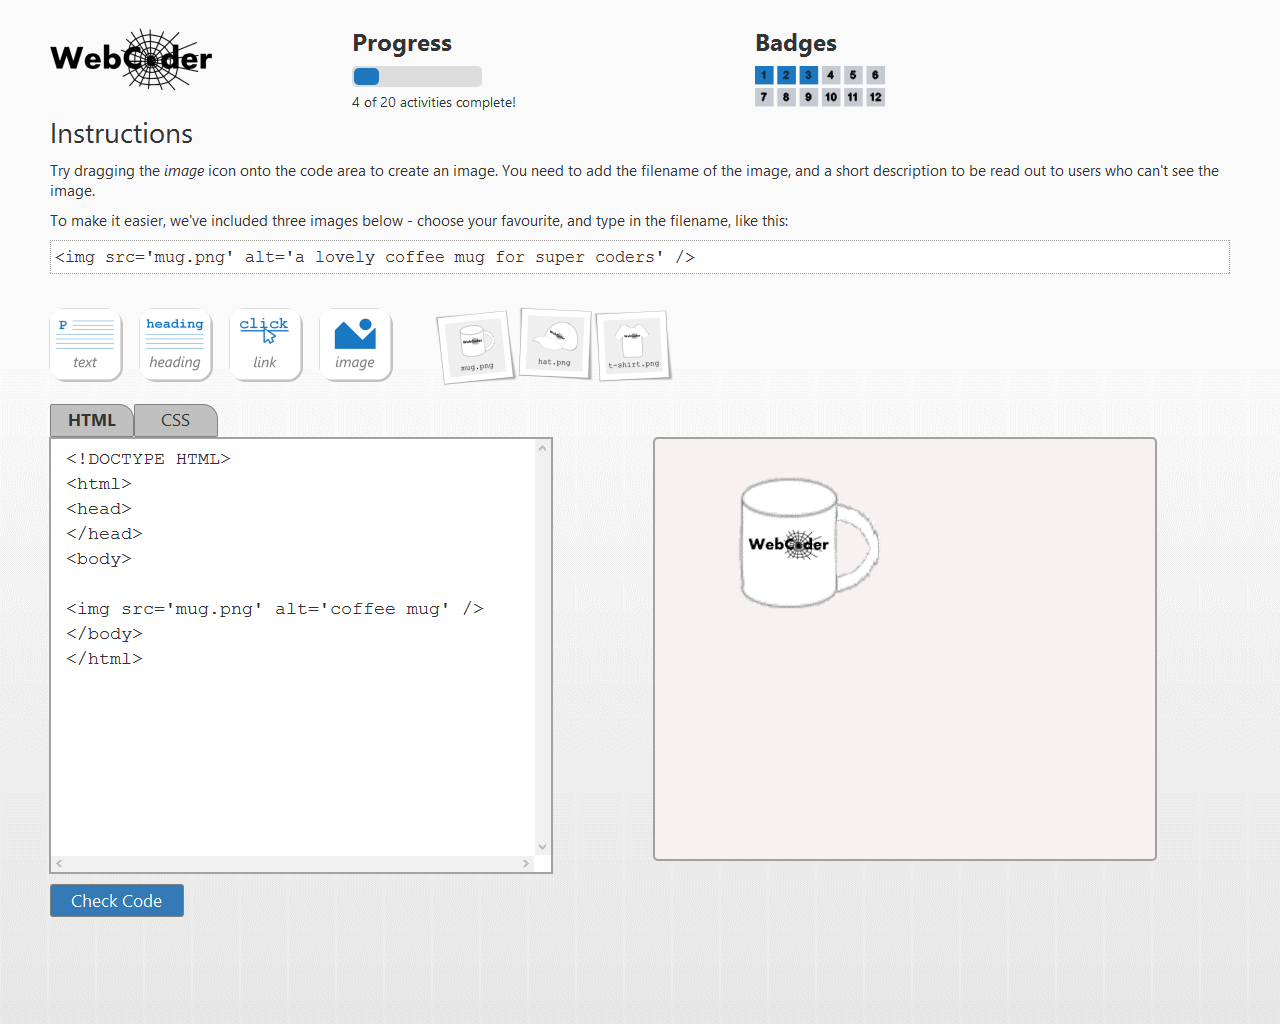 WebCoder
Progress
4 of 20 activities complete!
Badges
1 2 3 4 5 6
7 8 9 10 11 12
Instructions
Try dragging the image icon onto the code area to create an image. You need to add the filename of the image, and a short description to be read out to users who can't see the
image.
To make it easier, we've included three images below - choose your favourite, and type in the filename, like this:
<img src='mug.png' alt='a lovely coffee mug for super coders' />
P
text
heading
heading
click
link
image
mug.png
hat.png
t-shirt.png
HTML
CSS
<!DOCTYPE HTML>
<html>
<head>
</head>
<body>
<img src='mug.png' alt='coffee mug' />
</body>
</html>
WebCoder
Check Code